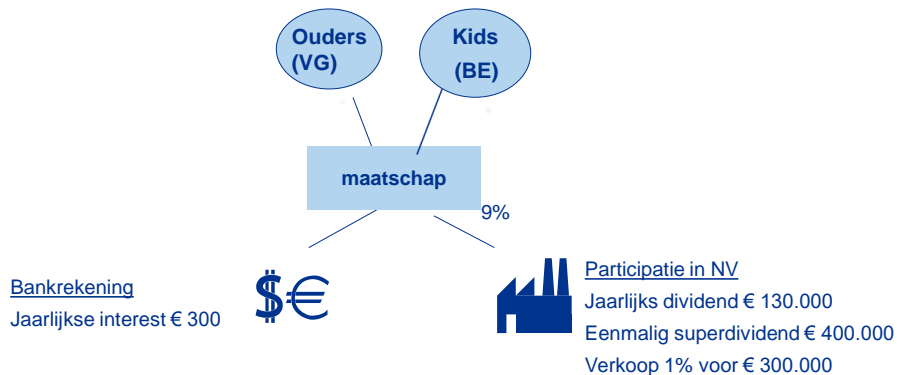 Ouders
(VG)
Kids
(BE)
maatschap
9%
Bankrekening
Jaarlijkse interest € 300
$€
Participatie in NV
Jaarlijks dividend € 130.000
Eenmalig superdividend € 400.000
Verkoop 1% voor € 300.000